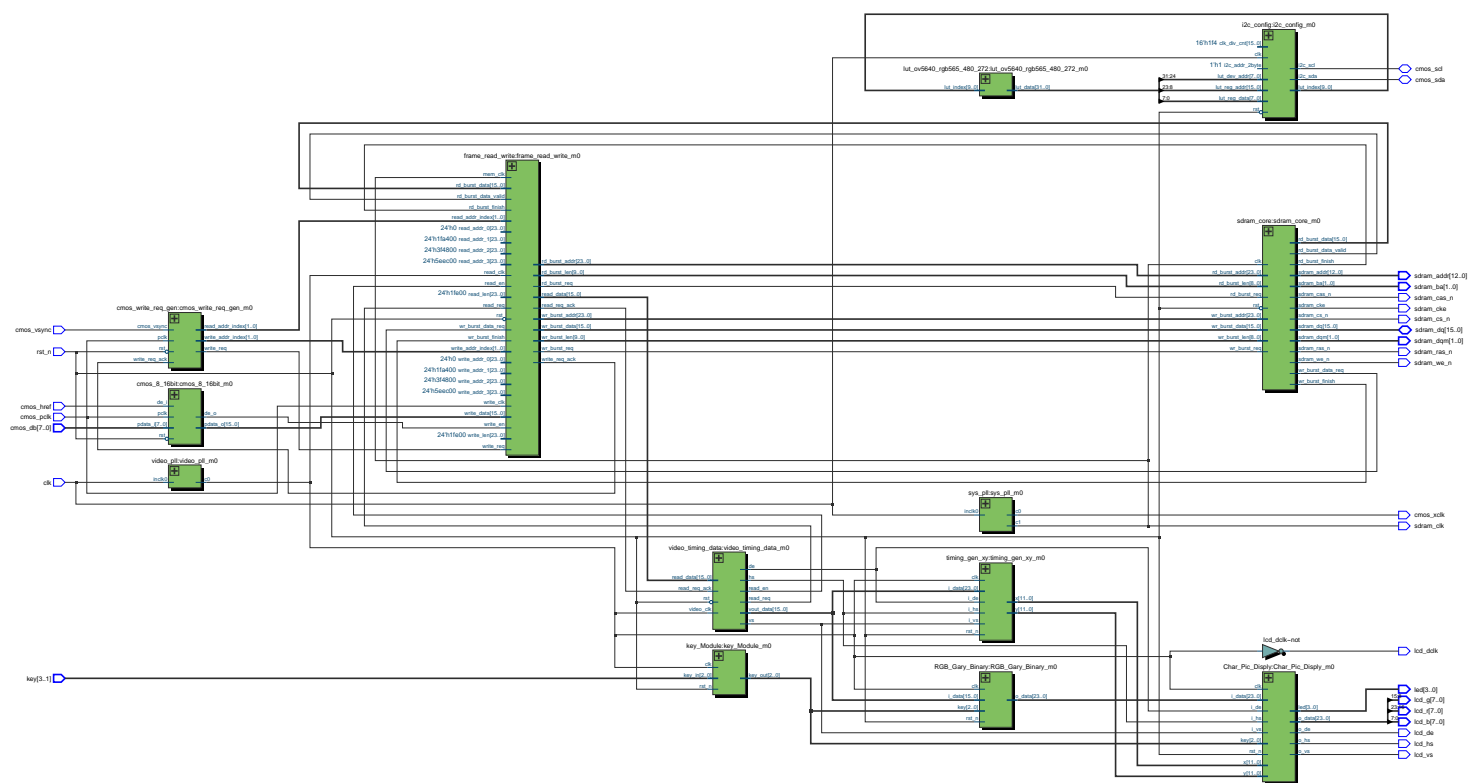 i2c_config:i2c_config_m0
16'h1f4 clk_div_cnt[15..0]
clk
1'h1 i2c_addr_2byte
lut_dev_addr[7..0]
lut_reg_addr[15..0]
lut_reg_data[7..0]
rst
i2c_scl
i2c_sda
lut_index[9..0]
31:24
23:8
7:0
cmos_scl
cmos_sda
lut_ov5640_rgb565_480_272:lut_ov5640_rgb565_480_272_m0
lut_index[9..0]
lut_data[31..0]
frame_read_write:frame_read_write_m0
mem_clk
rd_burst_data[15..0]
rd_burst_data_valid
rd_burst_finish
read_addr_index[1..0]
24'h0 read_addr_0[23..0]
24'h1fa400 read_addr_1[23..0]
24'h3f4800 read_addr_2[23..0]
24'h5eec00 read_addr_3[23..0]
read_clk
read_en
24'h1fe00 read_len[23..0]
read_req
rst
wr_burst_data_req
wr_burst_finish
write_addr_index[1..0]
24'h0 write_addr_0[23..0]
24'h1fa400 write_addr_1[23..0]
24'h3f4800 write_addr_2[23..0]
24'h5eec00 write_addr_3[23..0]
write_clk
write_data[15..0]
write_en
24'h1fe00 write_len[23..0]
write_req
rd_burst_addr[23..0]
rd_burst_len[9..0]
rd_burst_req
read_data[15..0]
read_req_ack
wr_burst_addr[23..0]
wr_burst_data[15..0]
wr_burst_len[9..0]
wr_burst_req
write_req_ack
sdram_core:sdram_core_m0
clk
rd_burst_addr[23..0]
rd_burst_len[9..0]
rd_burst_req
rst
wr_burst_addr[23..0]
wr_burst_data[15..0]
wr_burst_len[9..0]
wr_burst_req
rd_burst_data[15..0]
rd_burst_data_valid
rd_burst_finish
sdram_addr[12..0]
sdram_ba[1..0]
sdram_cas_n
sdram_cke
sdram_cs_n
sdram_dq[15..0]
sdram_dqm[1..0]
sdram_ras_n
sdram_we_n
wr_burst_data_req
wr_burst_finish
sdram_addr[12..0]
sdram_ba[1..0]
sdram_cas_n
sdram_cke
sdram_cs_n
sdram_dq[15..0]
sdram_dqm[1..0]
sdram_ras_n
sdram_we_n
cmos_write_req_gen:cmos_write_req_gen_m0
cmos_vsync
pclk
rst
write_req_ack
read_addr_index[1..0]
write_addr_index[1..0]
write_req
cmos_vsync
rst_n
cmos_8_16bit:cmos_8_16bit_m0
de_i
pclk
pdata_i[7..0]
rst
de_o
pdata_o[15..0]
cmos_href
cmos_pclk
cmos_db[7..0]
video_pll:video_pll_m0
inclk0
c0
clk
sys_pll:sys_pll_m0
inclk0
c0
c1
cmos_xclk
sdram_clk
video_timing_data:video_timing_data_m0
read_data[15..0]
read_req_ack
rst
video_clk
de
hs
read_en
read_req
vout_data[15..0]
vs
timing_gen_xy:timing_gen_xy_m0
clk
i_data[23..0]
i_de
i_hs
i_vs
rst_n
x[11..0]
y[11..0]
key_Module:key_Module_m0
clk
key_in[2..0]
rst_n
key_out[2..0]
key[3..1]
RGB_Gary_Binary:RGB_Gary_Binary_m0
clk
i_data[15..0]
key[2..0]
rst_n
o_data[23..0]
lcd_dclk~not
lcd_dclk
Char_Pic_Disply:Char_Pic_Disply_m0
clk
i_data[23..0]
i_de
i_hs
i_vs
key[2..0]
rst_n
x[11..0]
y[11..0]
led[3..0]
o_data[23..0]
o_de
o_hs
o_vs
led[3..0]
lcd_g[7..0]
lcd_r[7..0]
lcd_b[7..0]
lcd_de
lcd_hs
lcd_vs